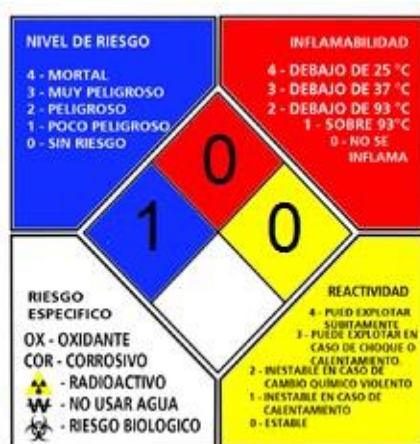 NIVEL DE RIESGO
4 - MORTAL
3 - MUY PELIGROSO
2 - PELIGROSO
1 - POCO PELIGROSO
0 - SIN RIESGO
INFLAMABILIDAD
4 - DEBAJO DE 25 °C
3 - DEBAJO DE 37 °C
2 - DEBAJO DE 93 °C
1 - SOBRE 93°C
0 - NO SE
INFLAMA
0
1
0
RIESGO
ESPECIFICO
OX - OXIDANTE
COR - CORROSIVO
- RADIOACTIVO
W - NO USAR AGUA
- RIESGO BIOLOGICO
REACTIVIDAD
4 - PUED EXPLOTAR
SUBITAMENTE
3 - PUEDE EXPLOTAR EN
CASO DE CHOQUE O
CALENTAMIENTO.
2 - INESTABLE EN CASO DE
CAMBIO QUÍMICO VIOLENTO
1 - INESTABLE EN CASO DE
CALENTAMIENTO
0 - ESTABLE